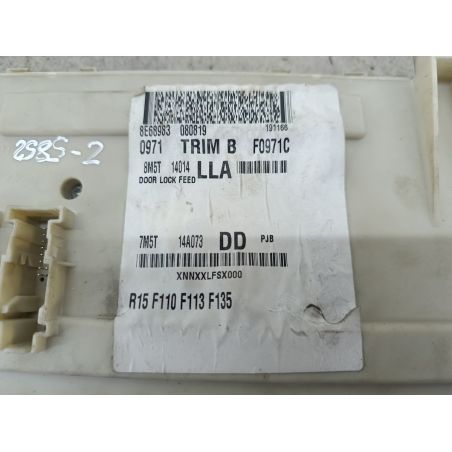 8E68983 080819 191166
0971 TRIM B F0971C
8M5T 14014 LLA
DOOR LOCK FEED
2585-2
7M5T 14A073 DD PJB
XNNXXLFSX000
R15 F110 F113 F135